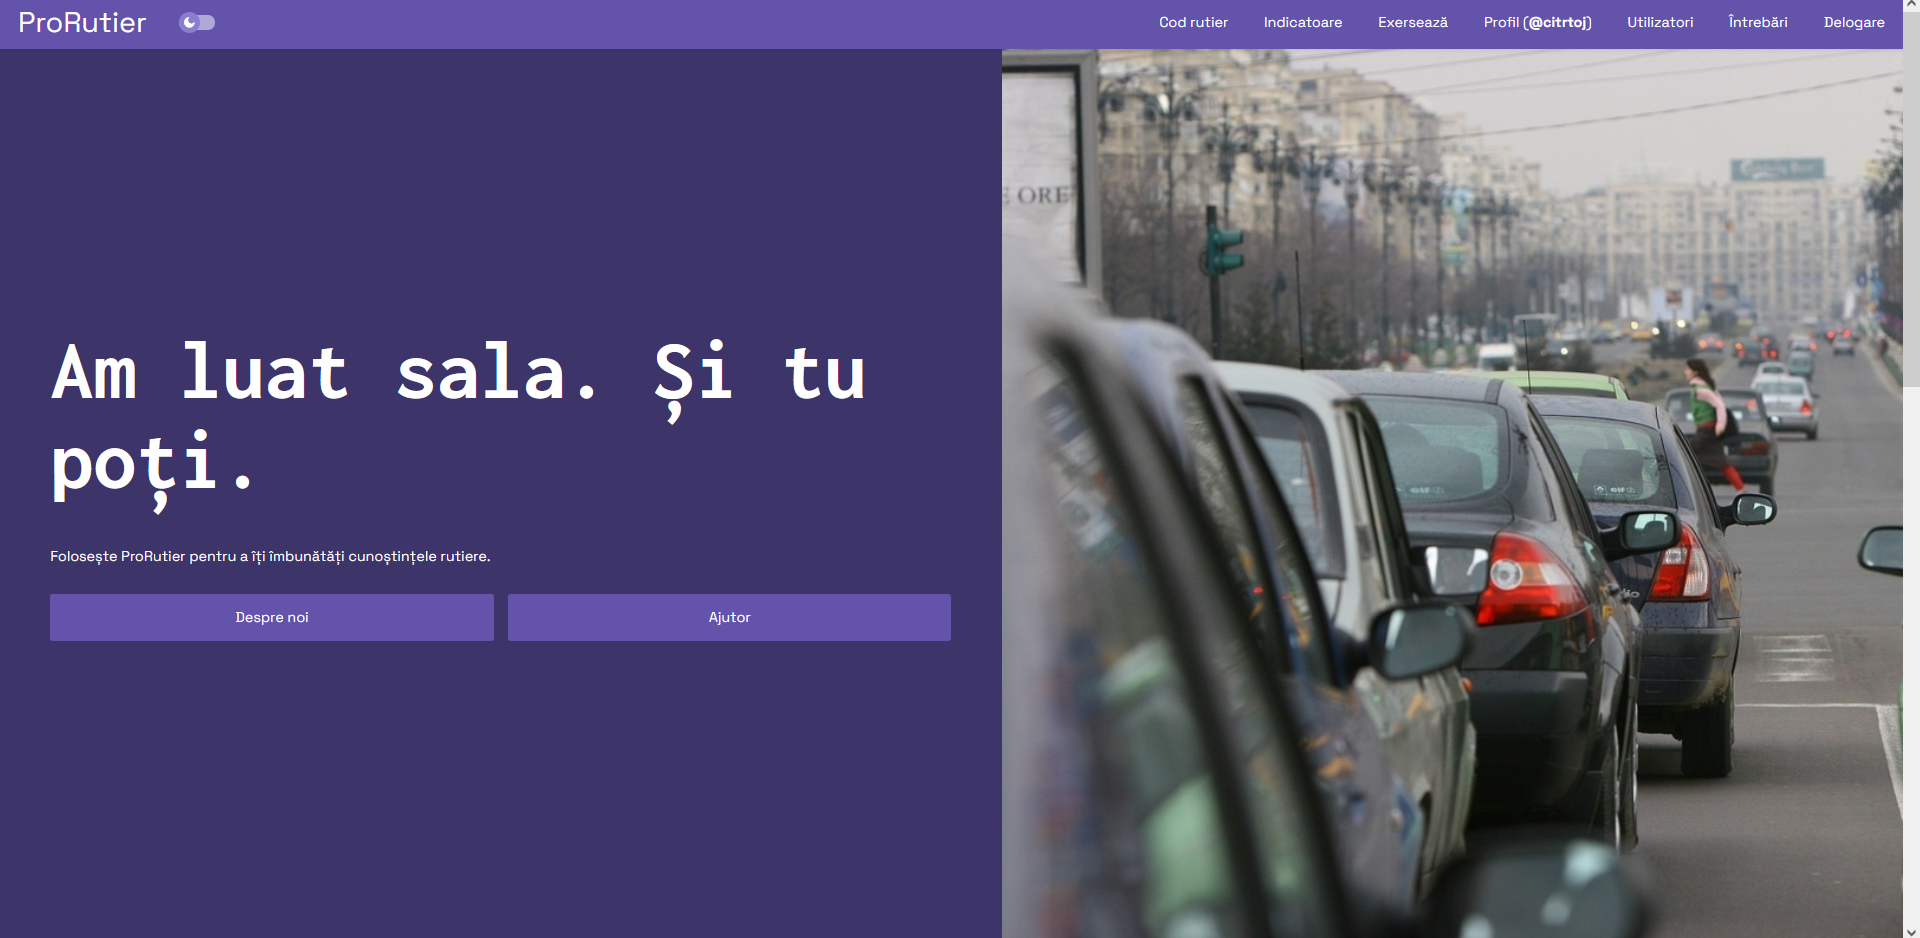 ProRutier
Cod rutier
Indicatoare
Exersează
Profil (@citrtoj)
Utilizatori
Întrebări
Delogare
Am luat sala. Și tu
poți.
Folosește ProRutier pentru a îți îmbunătăți cunoștințele rutiere.
Despre noi
Ajutor
ORE